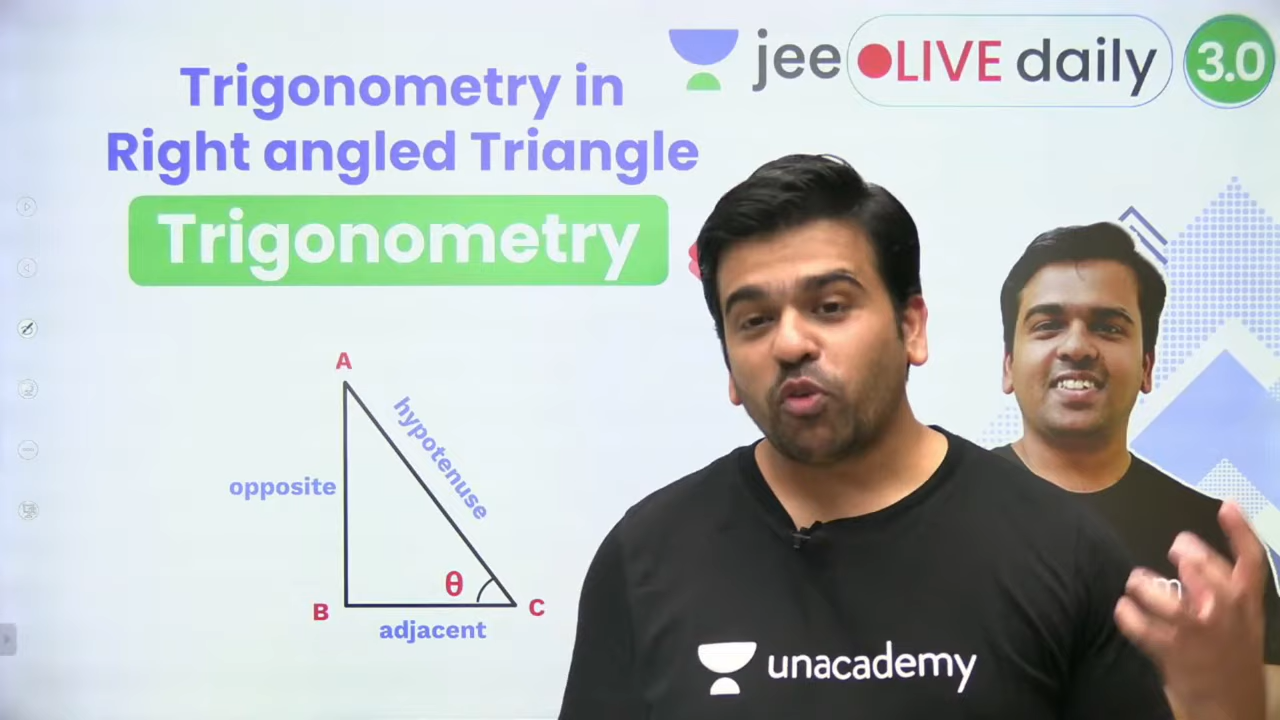 jee LIVE daily 3.0
Trigonometry in
Right angled Triangle
Trigonometry
A
hypotenuse
opposite
θ
B
C
adjacent
unacademy